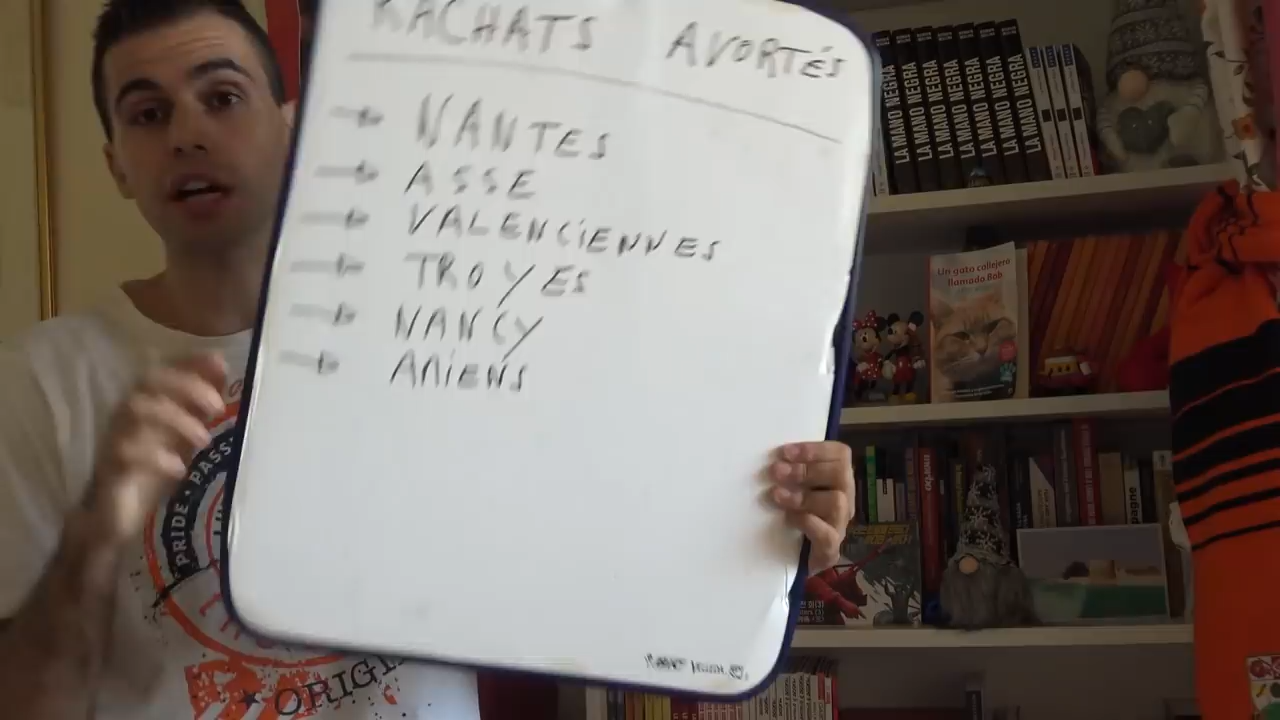 RACHATS AVORTÉS
NANTES
ASSE
VALENCIENNES
TROYES
NANCY
AMIENS
PRIDE • PASS
★ ORIGI
LA MANO NEGRA
LA MANO NEGRA
LA MANO NEGRA
LA MANO NEGRA
LA MANO NEGRA
LA MANO NEGRA
LA MANO NEGRA
Un gato callejero
llamado Bob